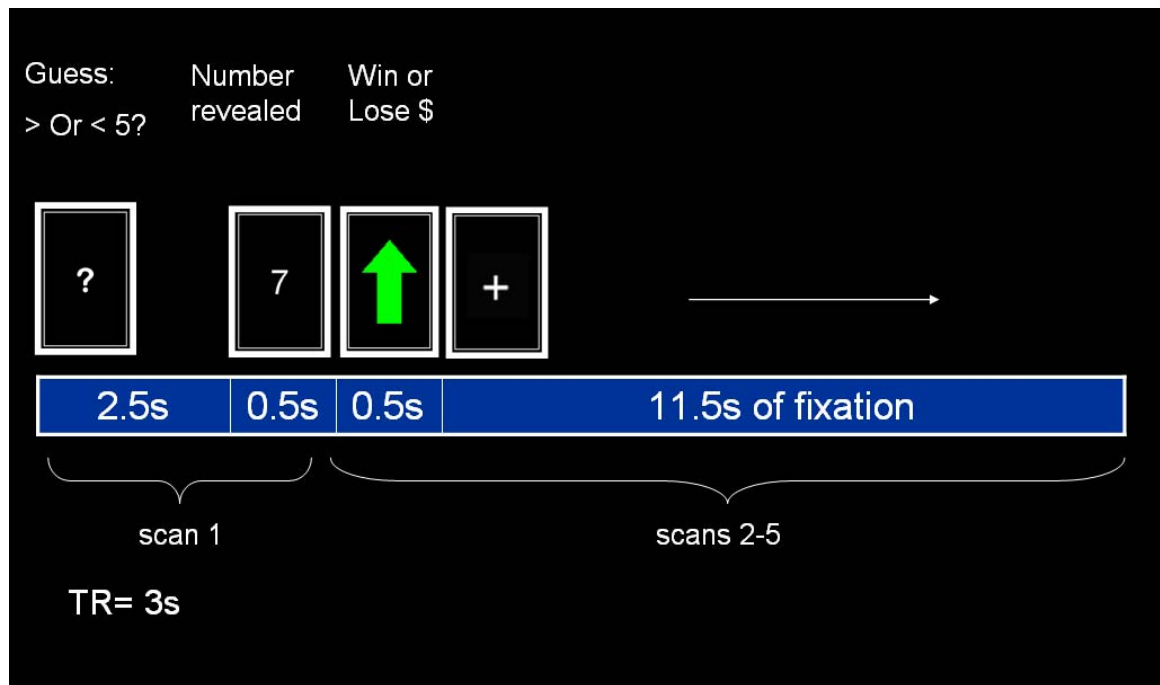 Guess:
> Or < 5?
Number
revealed
Win or
Lose $
?
7
+
2.5s
0.5s
0.5s
11.5s of fixation
scan 1
scans 2-5
TR= 3s